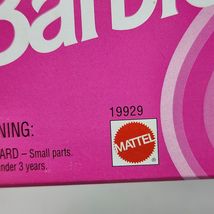 Barbie
19929
MATTEL
NING:
ARD – Small parts.
nder 3 years.